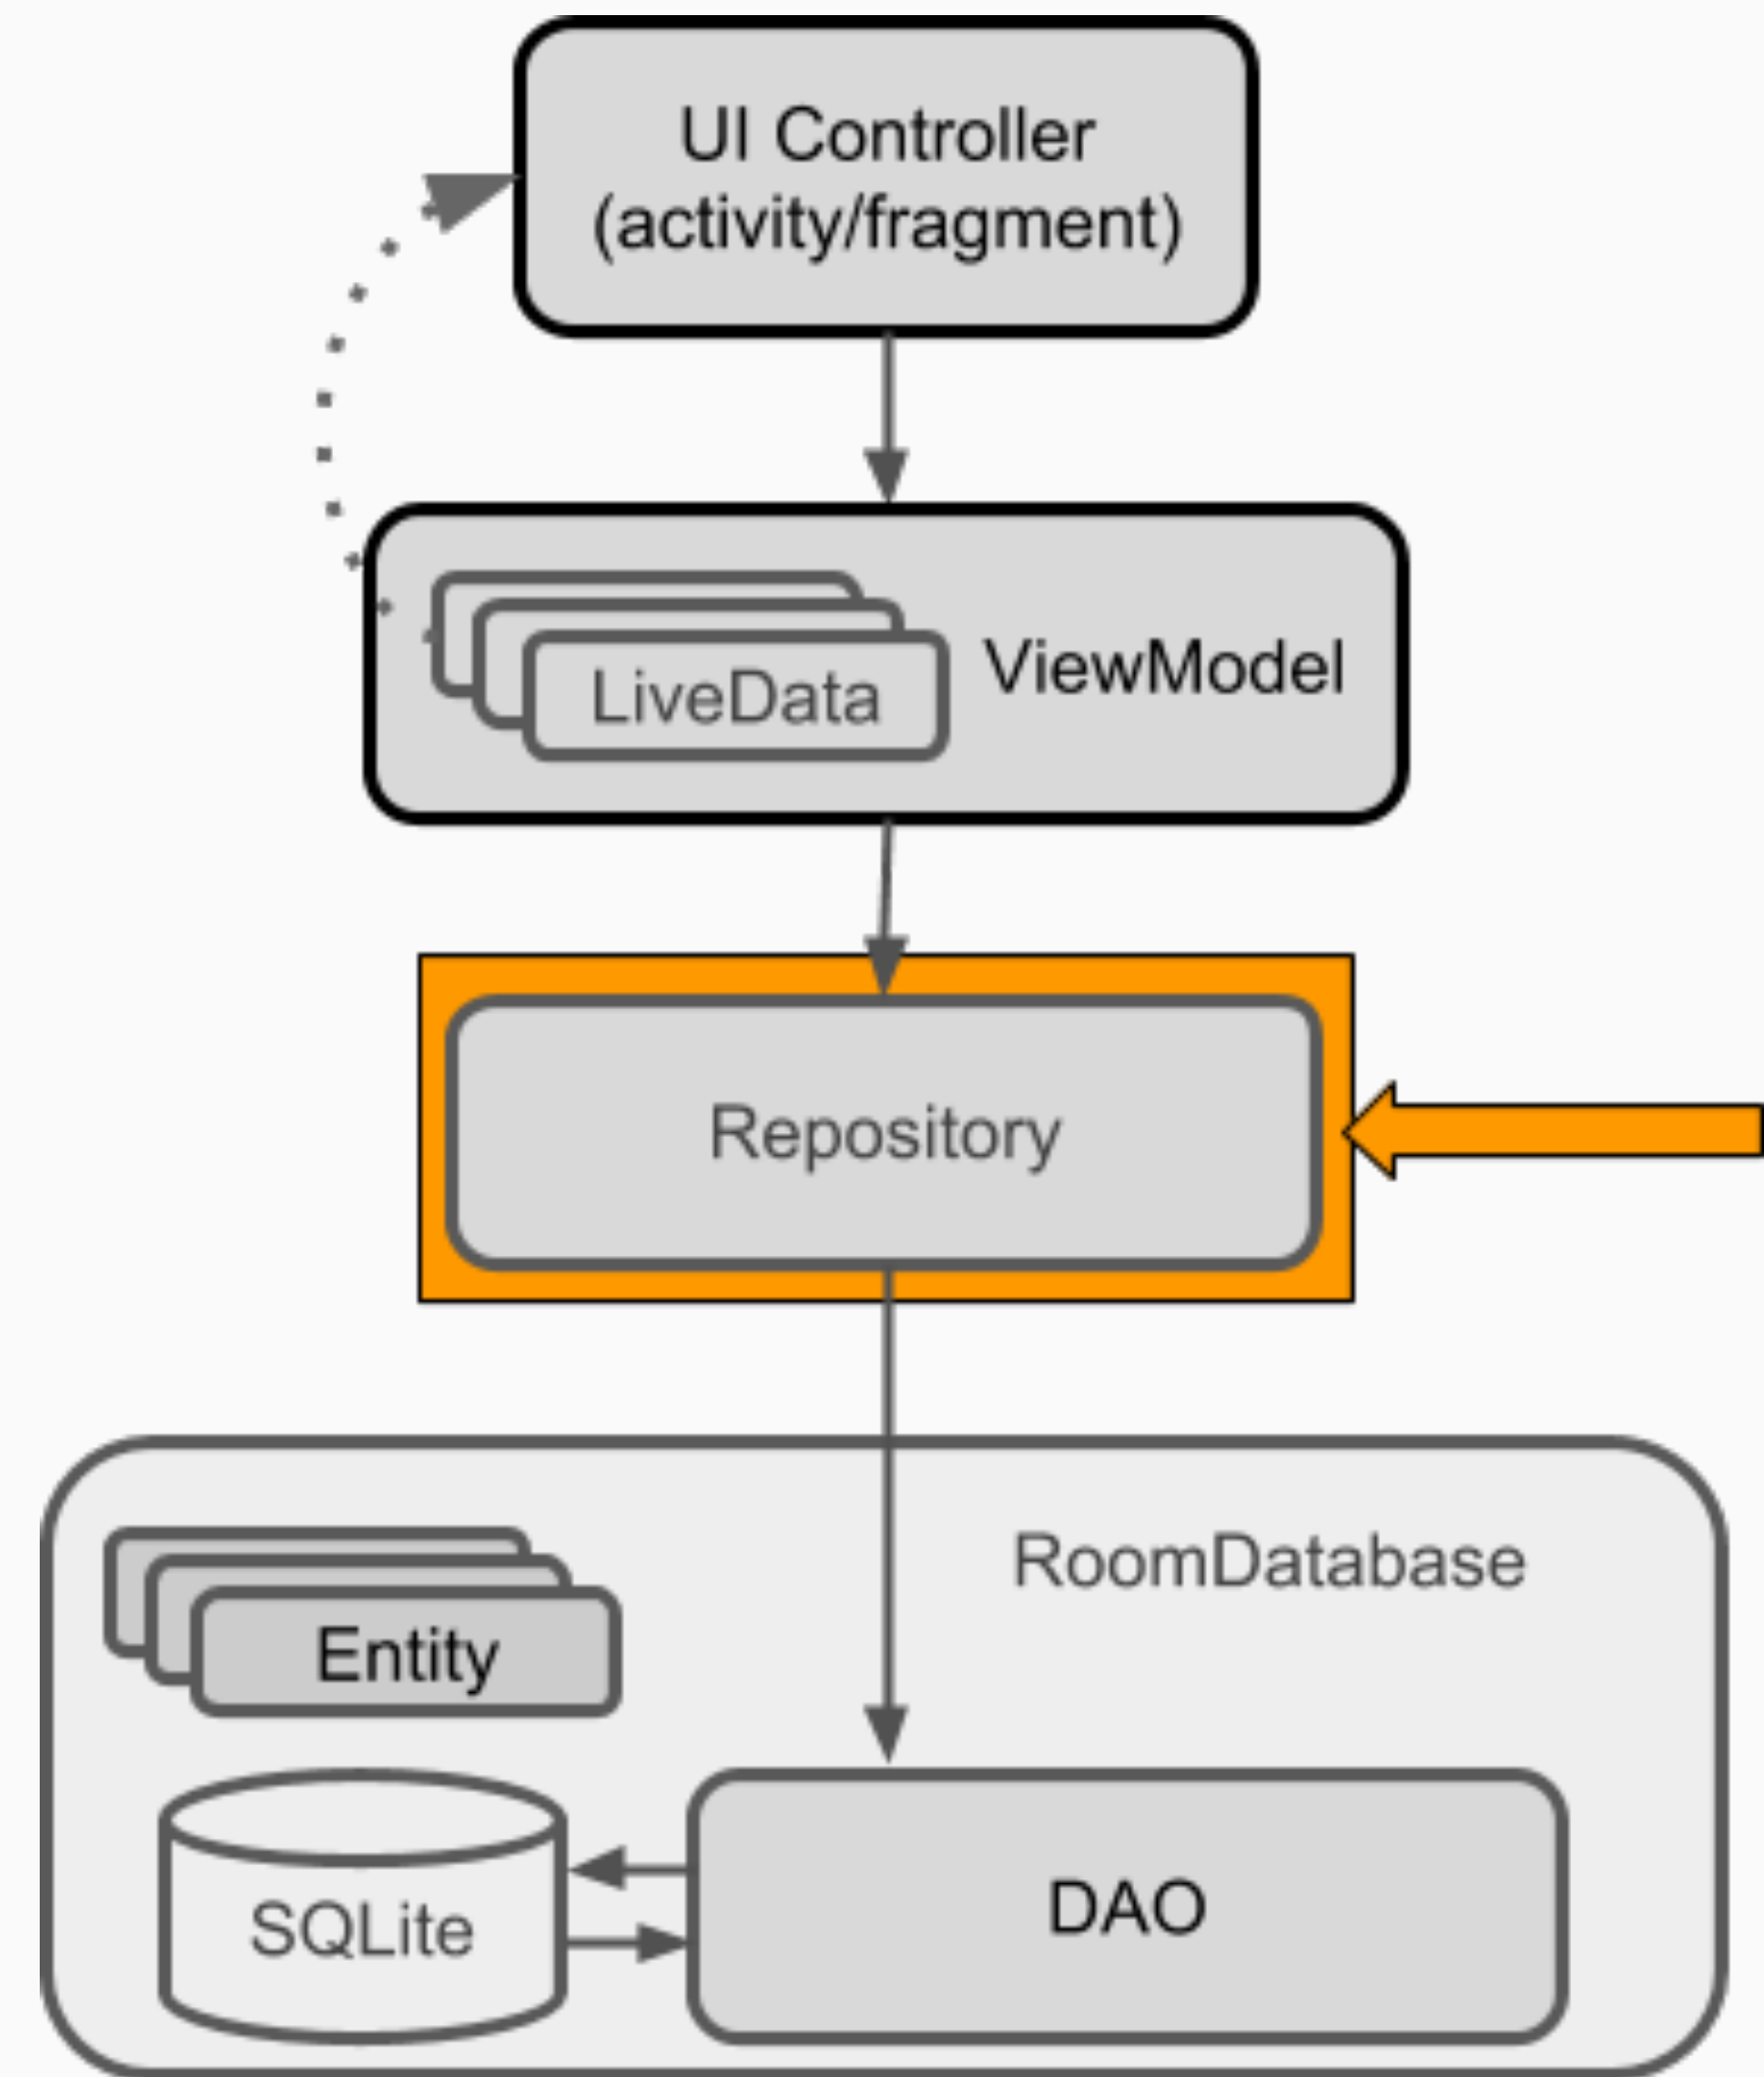 UI Controller
(activity/fragment)
LiveData
ViewModel
Repository
RoomDatabase
Entity
SQLite
DAO